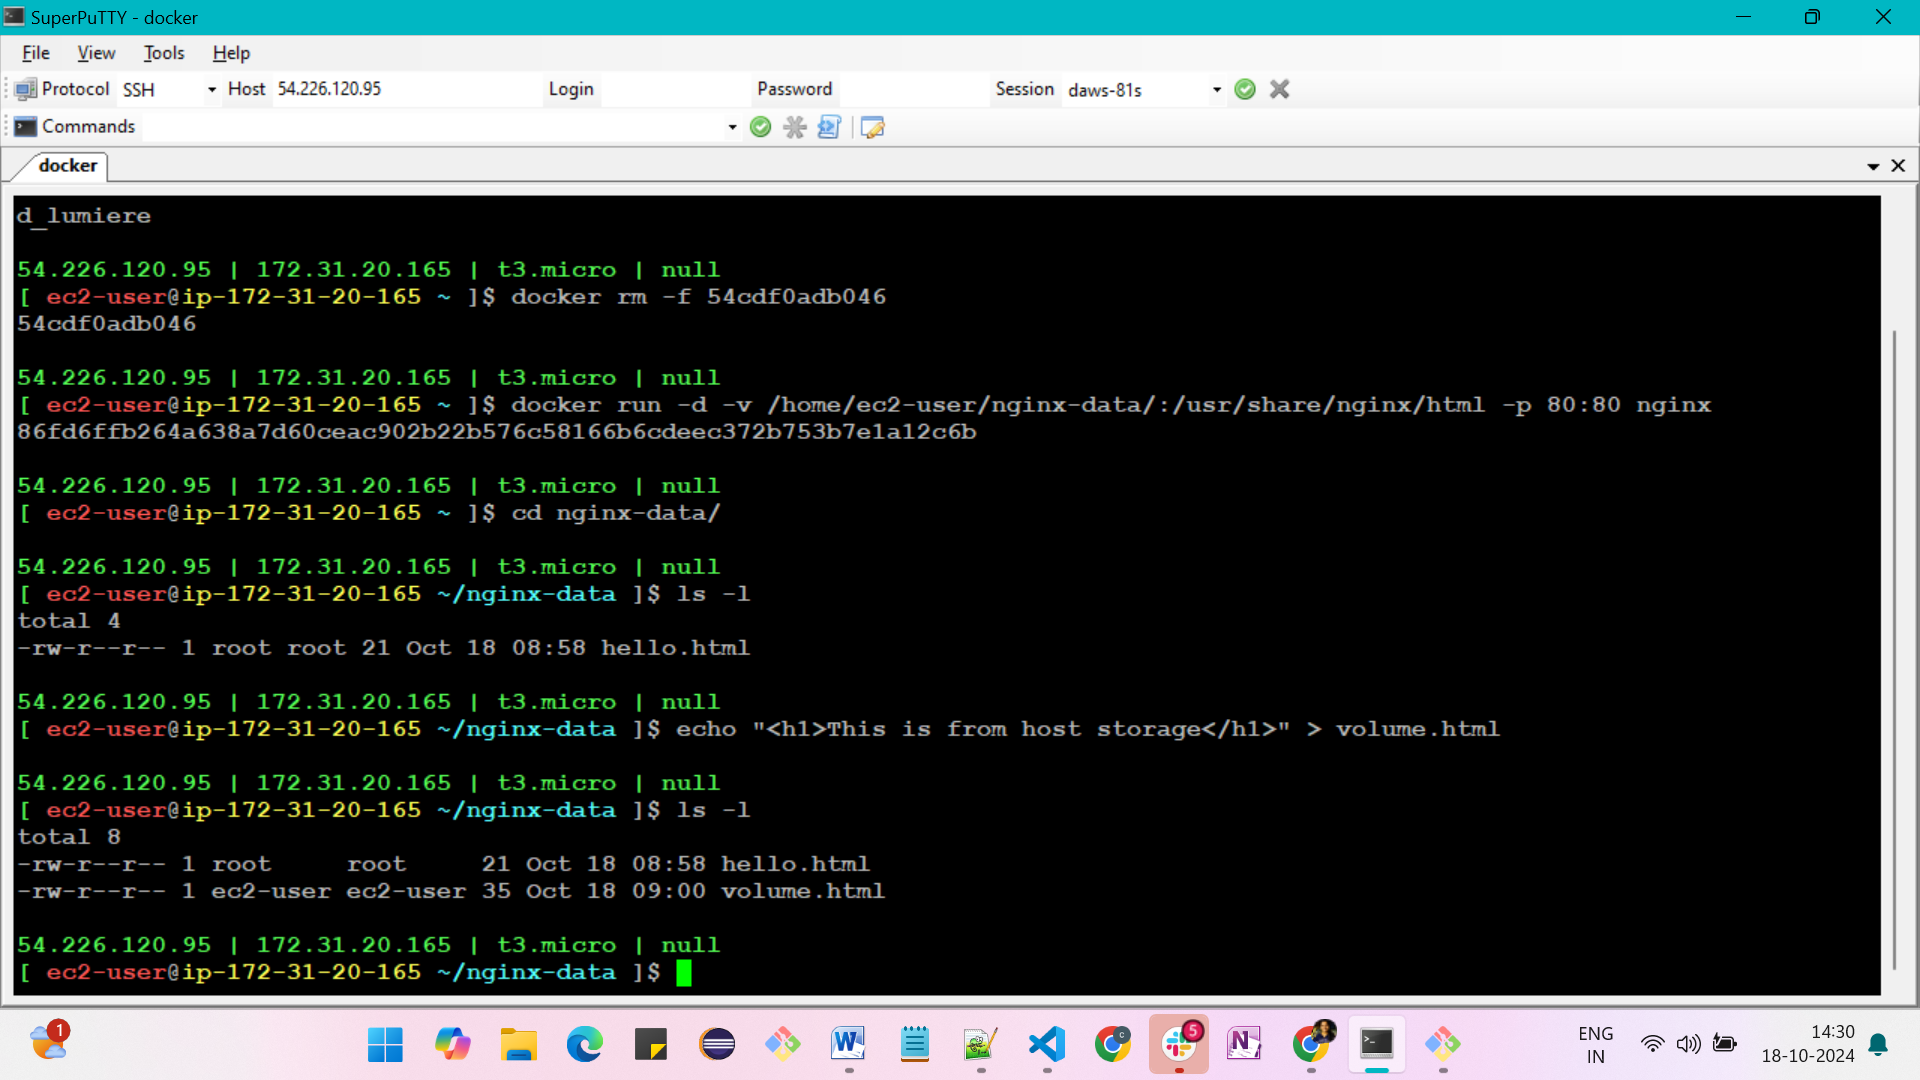 SuperPuTTY - docker
File View Tools Help
Protocol SSH Host 54.226.120.95 Login Password Session daws-81s
Commands
docker
d_lumiere
54.226.120.95 | 172.31.20.165 | t3.micro | null
[ ec2-user@ip-172-31-20-165 ~ ]$ docker rm -f 54cdf0adb046
54cdf0adb046
54.226.120.95 | 172.31.20.165 | t3.micro | null
[ ec2-user@ip-172-31-20-165 ~ ]$ docker run -d -v /home/ec2-user/nginx-data/:/usr/share/nginx/html -p 80:80 nginx
86fd6ffb264a638a7d60ceac902b22b576c58166b6cdeec372b753b7e1a12c6b
54.226.120.95 | 172.31.20.165 | t3.micro | null
[ ec2-user@ip-172-31-20-165 ~ ]$ cd nginx-data/
54.226.120.95 | 172.31.20.165 | t3.micro | null
[ ec2-user@ip-172-31-20-165 ~/nginx-data ]$ ls -l
total 4
-rw-r--r-- 1 root root 21 Oct 18 08:58 hello.html
54.226.120.95 | 172.31.20.165 | t3.micro | null
[ ec2-user@ip-172-31-20-165 ~/nginx-data ]$ echo "<h1>This is from host storage</h1>" > volume.html
54.226.120.95 | 172.31.20.165 | t3.micro | null
[ ec2-user@ip-172-31-20-165 ~/nginx-data ]$ ls -l
total 8
-rw-r--r-- 1 root     root     21 Oct 18 08:58 hello.html
-rw-r--r-- 1 ec2-user ec2-user 35 Oct 18 09:00 volume.html
54.226.120.95 | 172.31.20.165 | t3.micro | null
[ ec2-user@ip-172-31-20-165 ~/nginx-data ]$
1
5
ENG
IN
14:30
18-10-2024